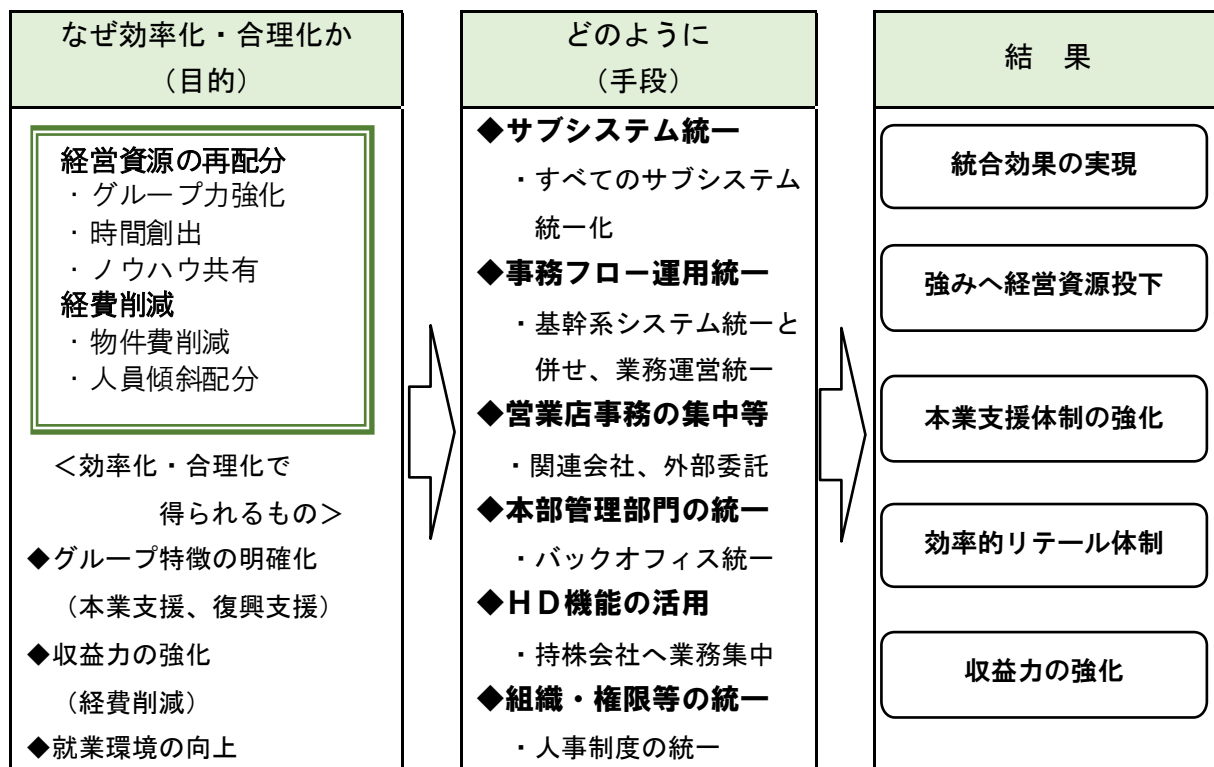 なぜ効率化・合理化か
（目的）
経営資源の再配分
・グループ力強化
・時間創出
・ノウハウ共有
経費削減
・物件費削減
・人員傾斜配分
＜効率化・合理化で
得られるもの＞
◆グループ特徴の明確化
（本業支援、復興支援）
◆収益力の強化
（経費削減）
◆就業環境の向上
どのように
（手段）
◆サブシステム統一
・すべてのサブシステム
統一化
◆事務フロー運用統一
・基幹系システム統一と
併せ、業務運営統一
◆営業店事務の集中等
・関連会社、外部委託
◆本部管理部門の統一
・バックオフィス統一
◆ＨＤ機能の活用
・持株会社へ業務集中
◆組織・権限等の統一
・人事制度の統一
結　果
統合効果の実現
強みへ経営資源投下
本業支援体制の強化
効率的リテール体制
収益力の強化